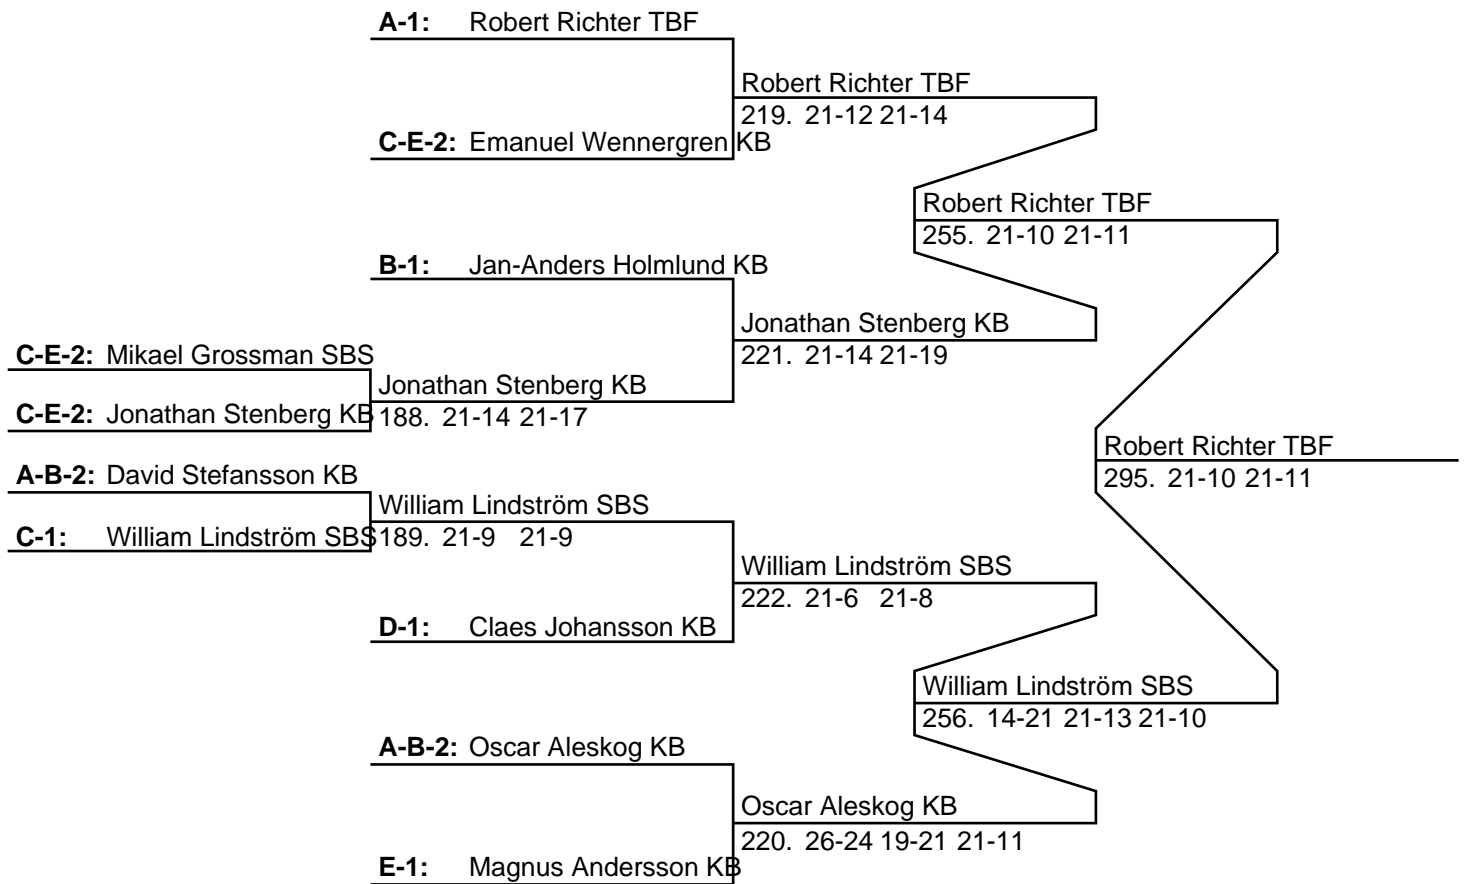 A-1: Robert Richter TBF
Robert Richter TBF
219. 21-12 21-14
C-E-2: Emanuel Wennergren KB
Robert Richter TBF
255. 21-10 21-11
B-1: Jan-Anders Holmlund KB
Jonathan Stenberg KB
221. 21-14 21-19
C-E-2: Mikael Grossman SBS
Jonathan Stenberg KB
188. 21-14 21-17
C-E-2: Jonathan Stenberg KB
Robert Richter TBF
295. 21-10 21-11
A-B-2: David Stefansson KB
William Lindström SBS
189. 21-9 21-9
C-1: William Lindström SBS
William Lindström SBS
222. 21-6 21-8
D-1: Claes Johansson KB
William Lindström SBS
256. 14-21 21-13 21-10
A-B-2: Oscar Aleskog KB
Oscar Aleskog KB
220. 26-24 19-21 21-11
E-1: Magnus Andersson KB